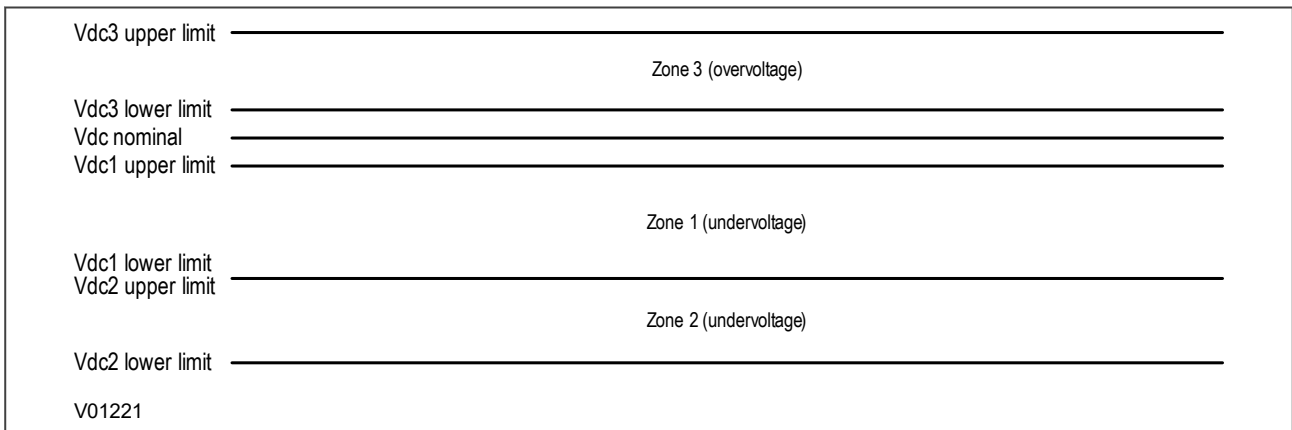 Vdc3 upper limit
Zone 3 (overvoltage)
Vdc3 lower limit
Vdc nominal
Vdc1 upper limit
Zone 1 (undervoltage)
Vdc1 lower limit
Vdc2 upper limit
Zone 2 (undervoltage)
Vdc2 lower limit
V01221